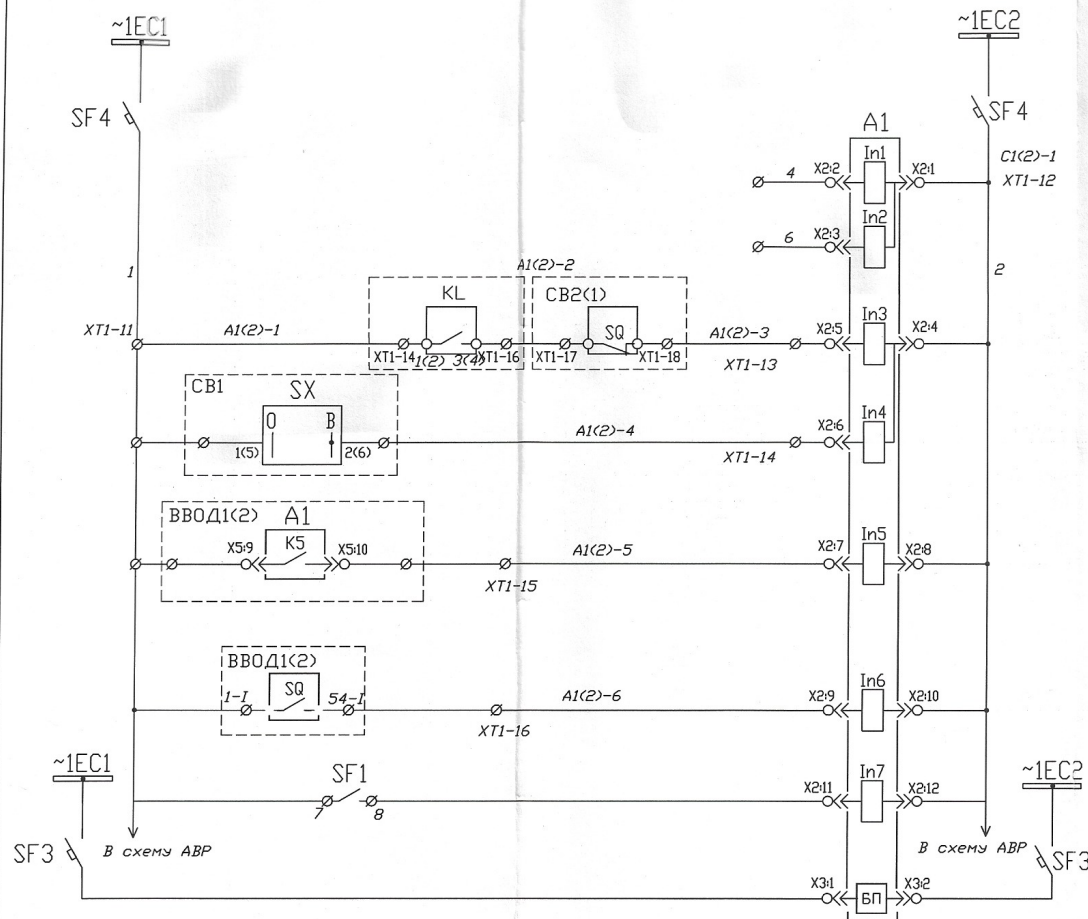 ~1EC1
~1EC2
SF4
SF4
A1
In1
C1(2)-1
4
X2:2
X2:1
XT1-12
In2
6
X2:3
1
2
A1(2)-2
KL
СВ2(1)
In3
XT1-11
A1(2)-1
SQ
A1(2)-3
X2:5
X2:4
XT1-14
1(2) 3(4)
XT1-16
XT1-17
XT1-18
XT1-13
СВ1
SX
O
B
In4
A1(2)-4
X2:6
1(5)
2(6)
XT1-14
ВВОД1(2)
A1
K5
In5
X5:9
X5:10
A1(2)-5
X2:7
X2:8
XT1-15
ВВОД1(2)
SQ
In6
1-I
54-I
A1(2)-6
X2:9
X2:10
XT1-16
~1EC1
SF1
In7
~1EC2
X2:11
X2:12
7
8
SF3
В схему АВР
В схему АВР
SF3
X3:1
БП
X3:2